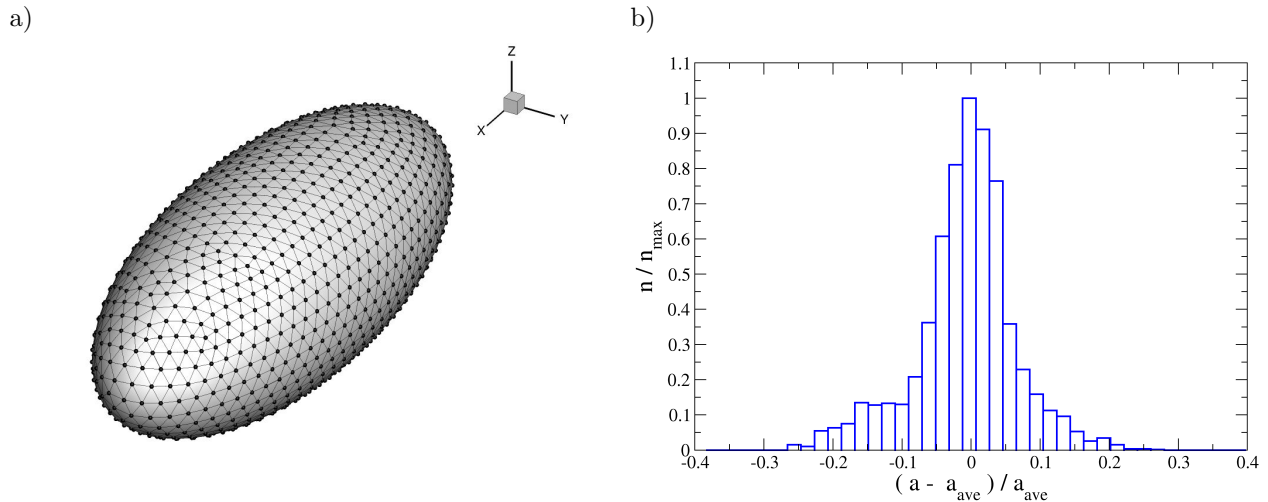 a)
Z
X
Y
b)
1.1
1
0.9
0.8
0.7
0.6
0.5
0.4
0.3
0.2
0.1
0
n / n_max
-0.4 -0.3 -0.2 -0.1 0 0.1 0.2 0.3 0.4
( a - a_ave ) / a_ave